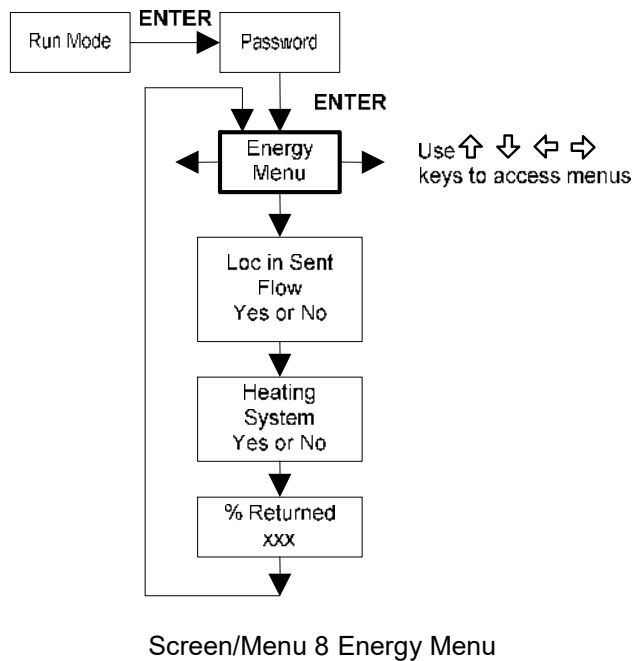 ENTER
Run Mode
Password
ENTER
Energy
Menu
Use ⇧ ⇩ ⇦ ⇨
keys to access menus
Loc in Sent
Flow
Yes or No
Heating
System
Yes or No
% Returned
xxx
Screen/Menu 8 Energy Menu